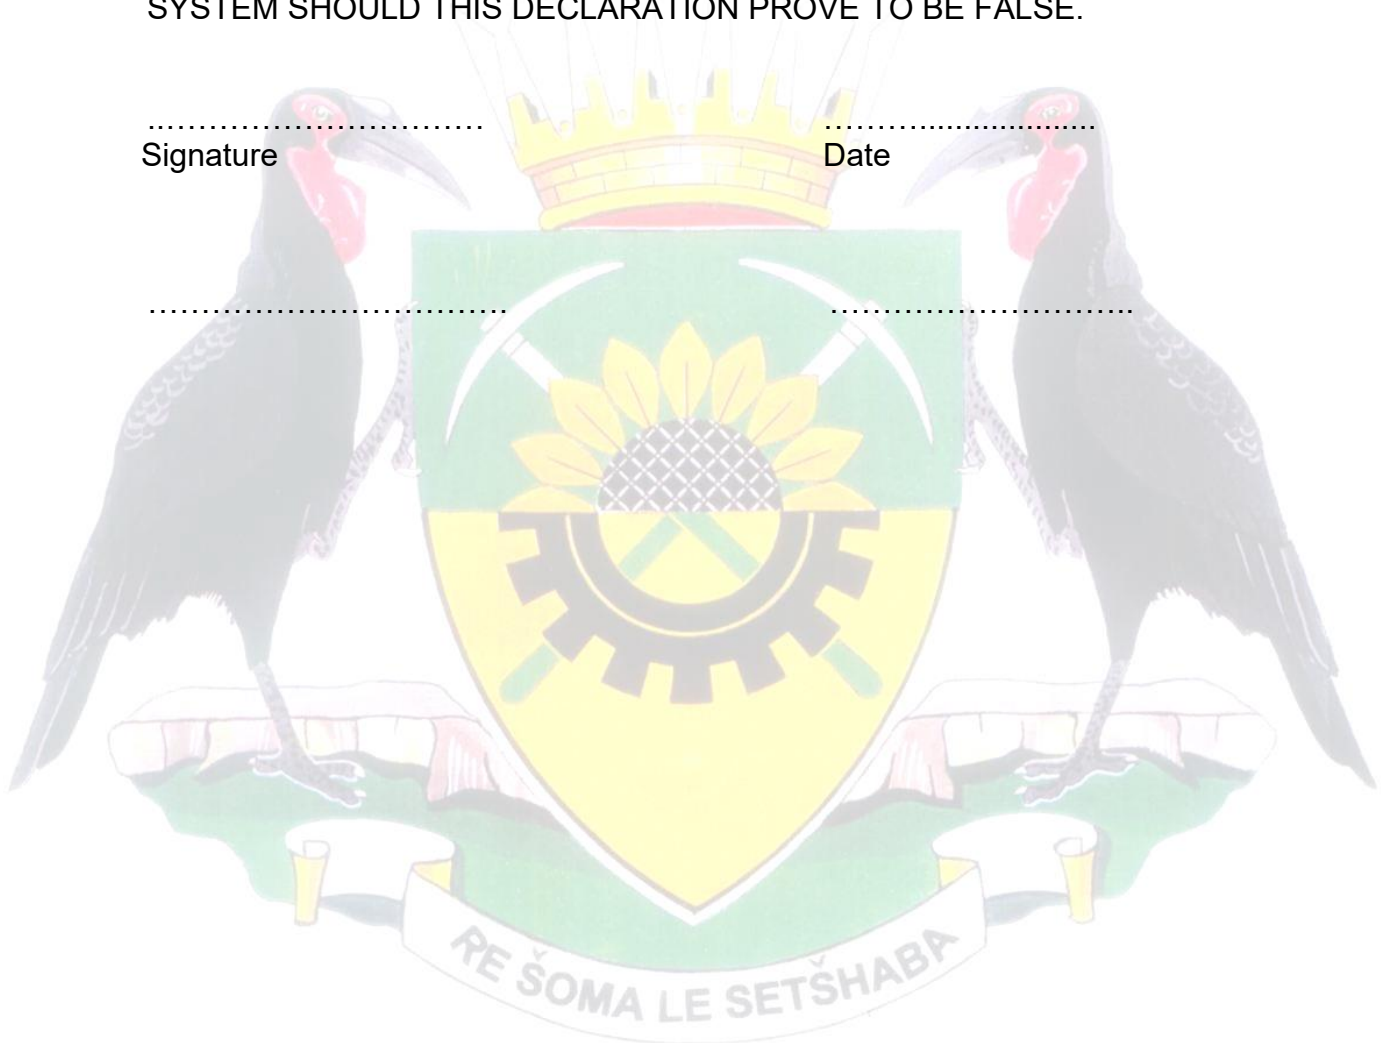 SYSTEM SHOULD THIS DECLARATION PROVE TO BE FALSE.
..………………………… ………..................
Signature Date
……………………………. ………………………..
RE ŠOMA LE SETŠHABA